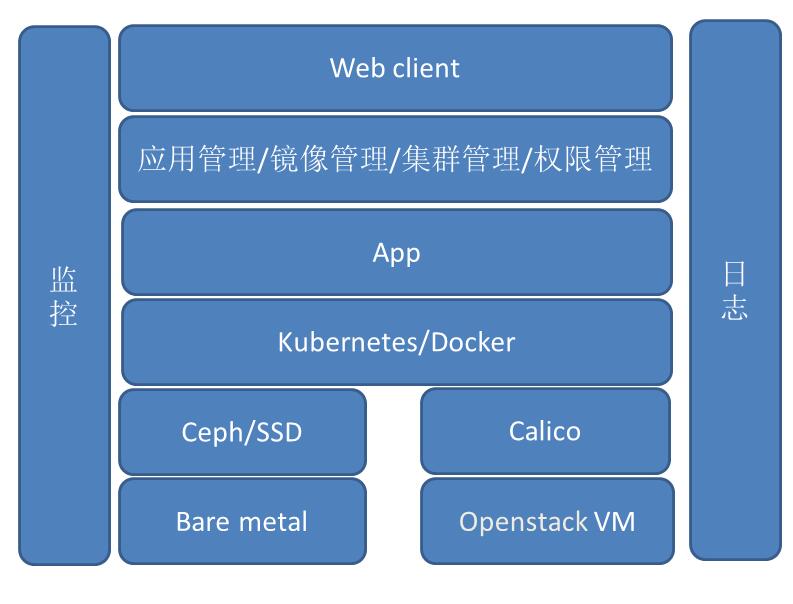 Web client
应用管理/镜像管理/集群管理/权限管理
App
Kubernetes/Docker
Ceph/SSD
Calico
Bare metal
Openstack VM
监
控
日
志